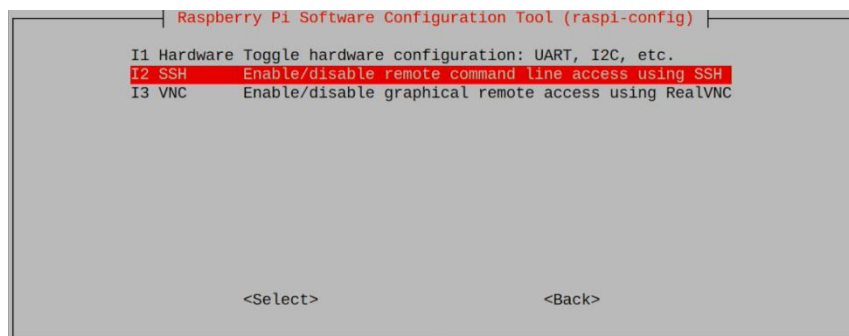 Raspberry Pi Software Configuration Tool (raspi-config)
I1 Hardware Toggle hardware configuration: UART, I2C, etc.
I2 SSH Enable/disable remote command line access using SSH
I3 VNC Enable/disable graphical remote access using RealVNC
<Select> <Back>